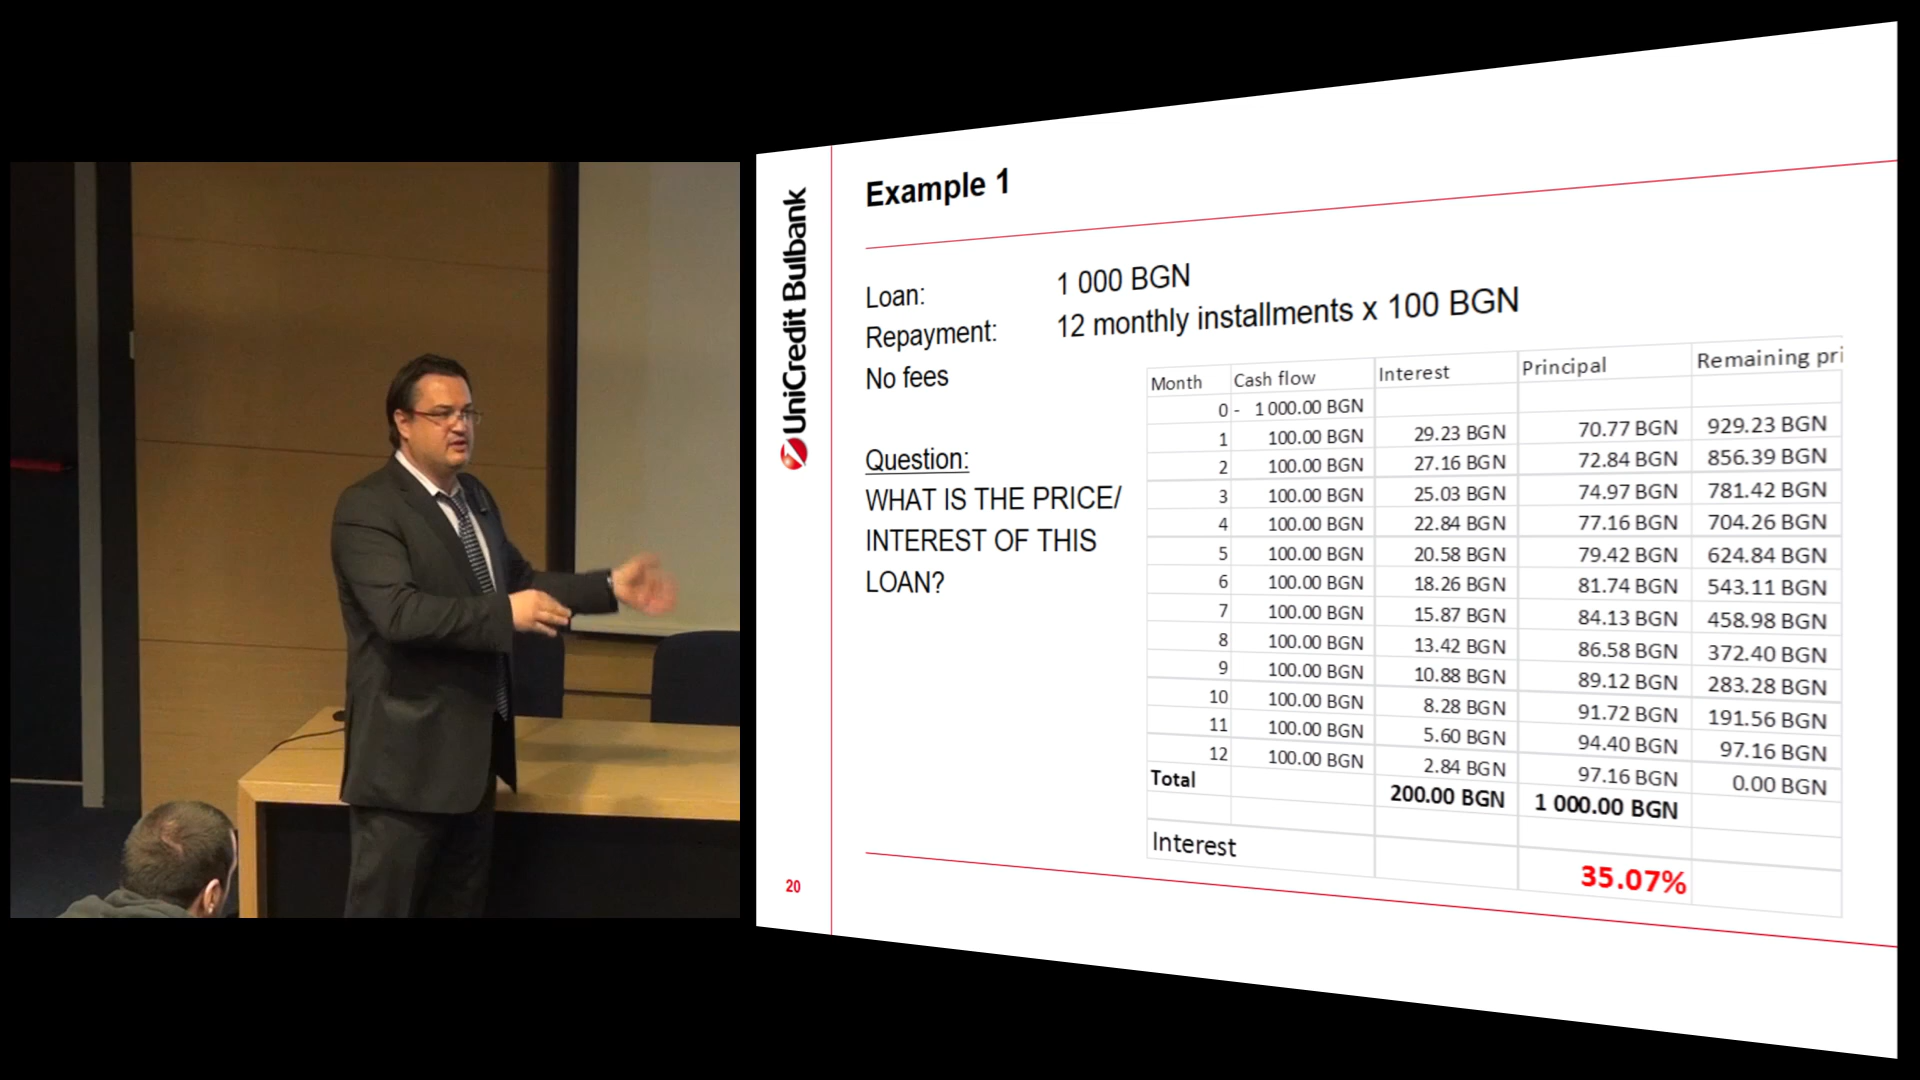 UniCredit Bulbank
Example 1
Loan: 1 000 BGN
Repayment: 12 monthly installments x 100 BGN
No fees
Question:
WHAT IS THE PRICE/
INTEREST OF THIS
LOAN?
Month Cash flow Interest Principal Remaining pri
0 - 1 000.00 BGN
1 100.00 BGN 29.23 BGN 70.77 BGN 929.23 BGN
2 100.00 BGN 27.16 BGN 72.84 BGN 856.39 BGN
3 100.00 BGN 25.03 BGN 74.97 BGN 781.42 BGN
4 100.00 BGN 22.84 BGN 77.16 BGN 704.26 BGN
5 100.00 BGN 20.58 BGN 79.42 BGN 624.84 BGN
6 100.00 BGN 18.26 BGN 81.74 BGN 543.11 BGN
7 100.00 BGN 15.87 BGN 84.13 BGN 458.98 BGN
8 100.00 BGN 13.42 BGN 86.58 BGN 372.40 BGN
9 100.00 BGN 10.88 BGN 89.12 BGN 283.28 BGN
10 100.00 BGN 8.28 BGN 91.72 BGN 191.56 BGN
11 100.00 BGN 5.60 BGN 94.40 BGN 97.16 BGN
12 100.00 BGN 2.84 BGN 97.16 BGN 0.00 BGN
Total 200.00 BGN 1 000.00 BGN
Interest 35.07%
20